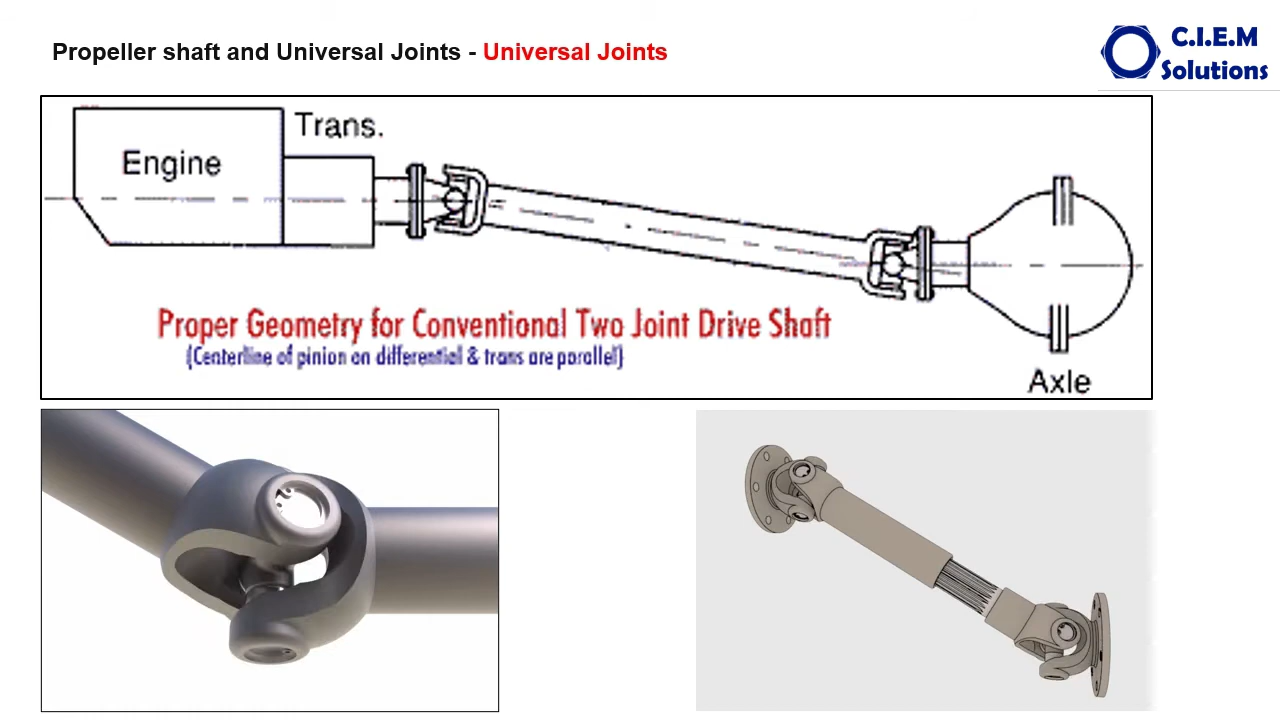 Propeller shaft and Universal Joints - Universal Joints
C.I.E.M
Solutions
Trans.
Engine
Proper Geometry for Conventional Two Joint Drive Shaft
(Centerline of pinion on differential & trans are parallel)
Axle